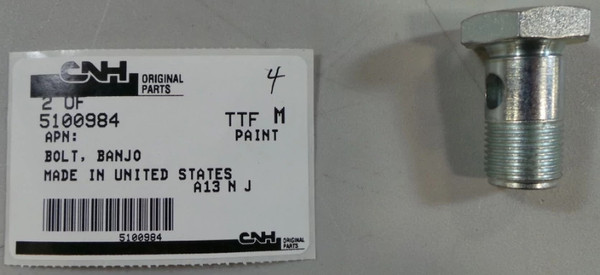 CNH ORIGINAL PARTS
4
2 OF
5100984 TTF M
APN: PAINT
BOLT, BANJO
MADE IN UNITED STATES
A13 N J
5100984
CNH ORIGINAL PARTS